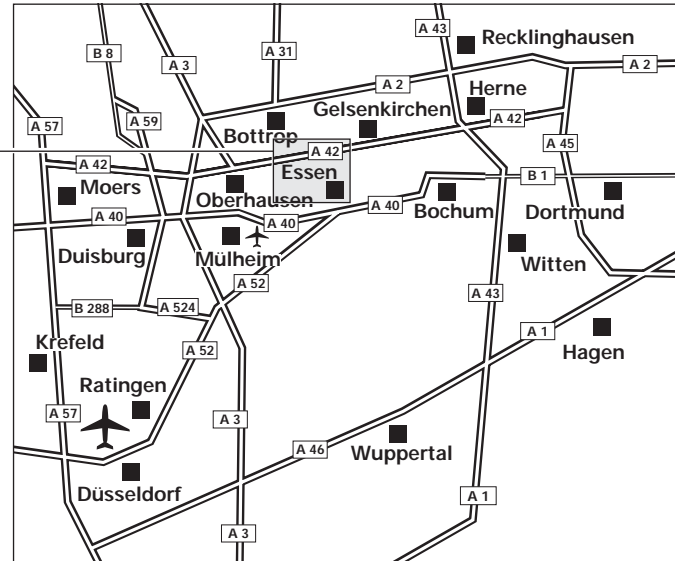 A 43
Recklinghausen
B 8
A 31
A 3
A 2
A 2
Herne
A 57
A 59
Gelsenkirchen
Bottrop
A 42
A 42
A 45
A 42
Essen
B 1
Moers
Oberhausen
A 40
A 40
A 40
Bochum
Dortmund
Duisburg
Mülheim
Witten
A 52
A 43
B 288
A 524
A 1
Krefeld
A 52
Hagen
Ratingen
A 57
A 3
A 46
Wuppertal
Düsseldorf
A 1
A 3